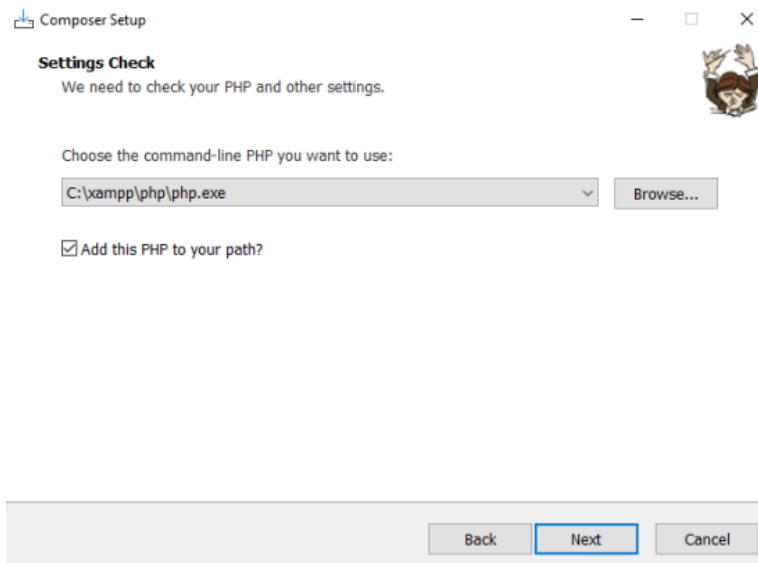 Composer Setup
Settings Check
We need to check your PHP and other settings.
Choose the command-line PHP you want to use:
C:\xampp\php\php.exe
Browse...
Add this PHP to your path?
Back
Next
Cancel